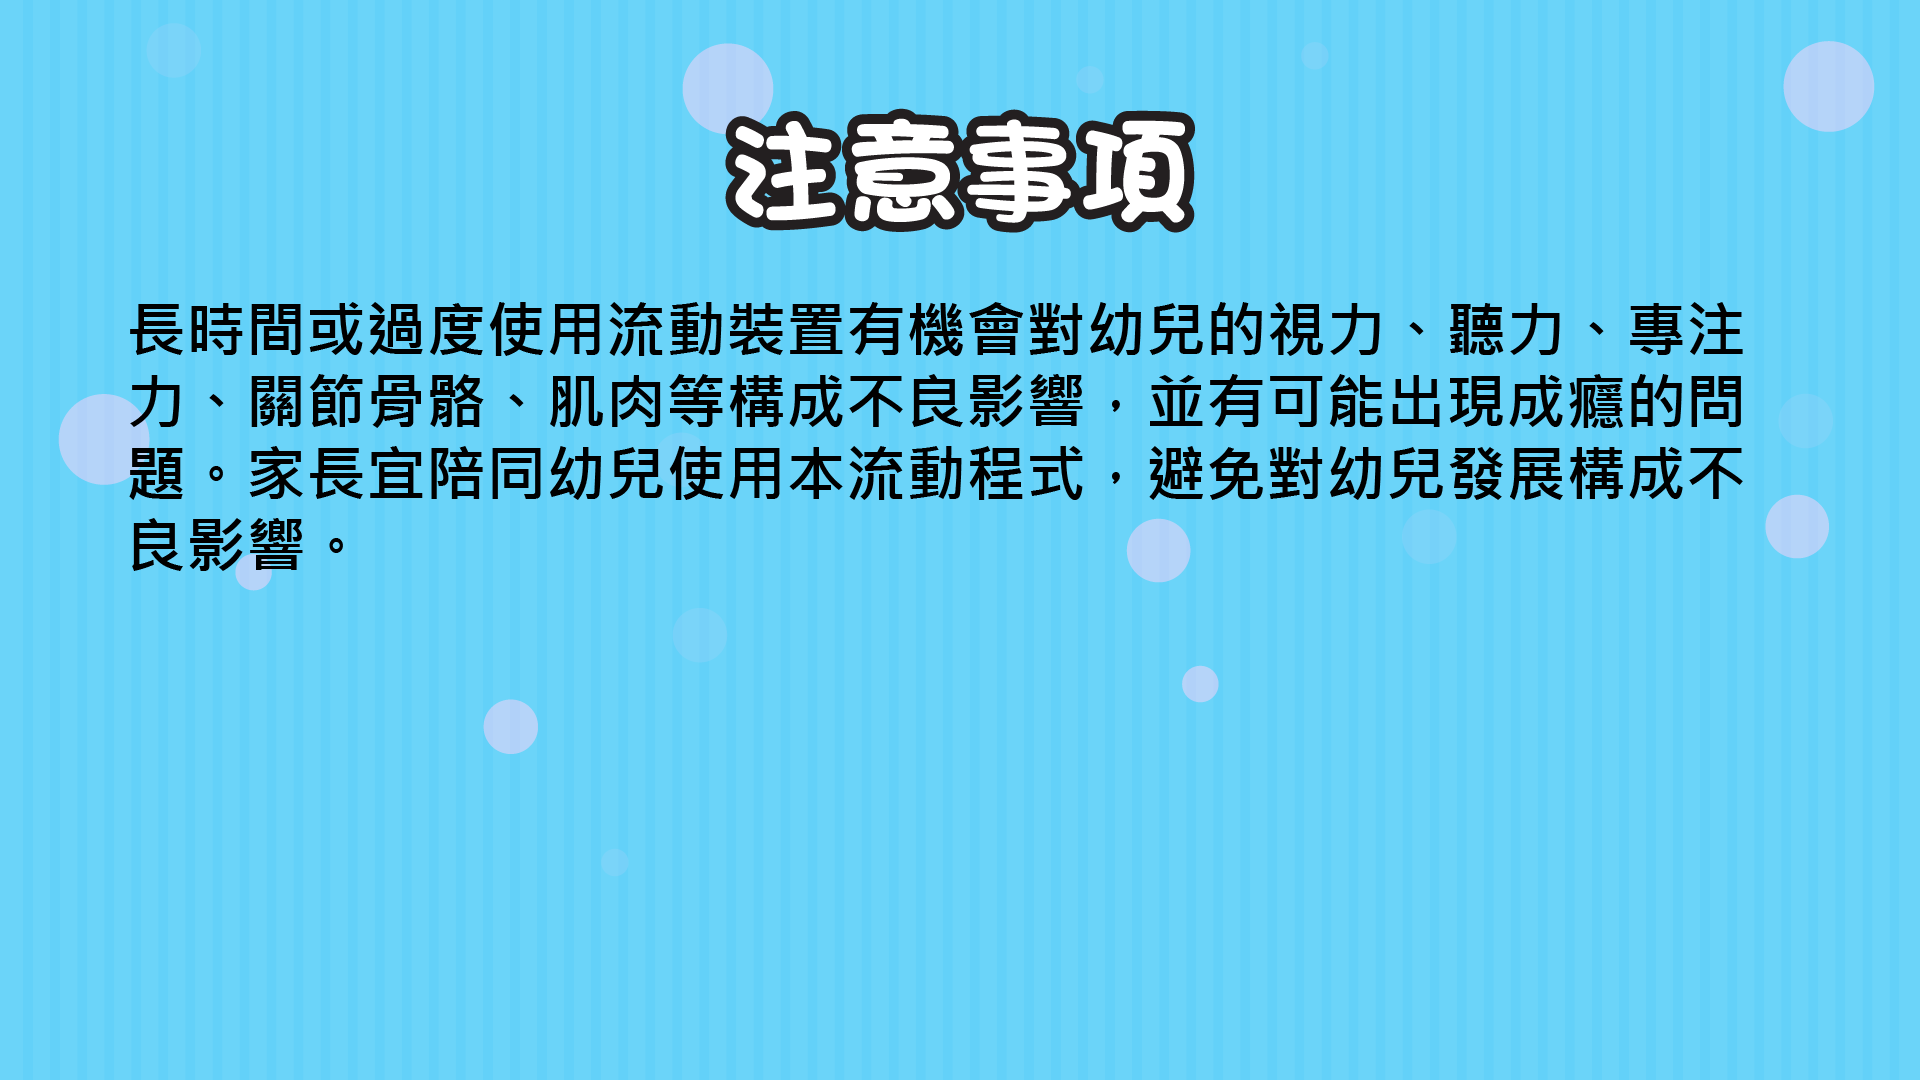 注意事項
長時間或過度使用流動裝置有機會對幼兒的視力、聽力、專注
力、關節骨骼、肌肉等構成不良影響，並有可能出現成癮的問
題。家長宜陪同幼兒使用本流動程式，避免對幼兒發展構成不
良影響。